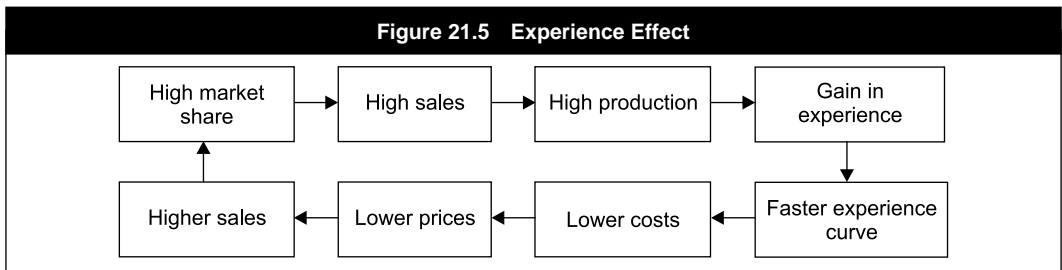 Figure 21.5 Experience Effect
High market
share
High sales
High production
Gain in
experience
Higher sales
Lower prices
Lower costs
Faster experience
curve